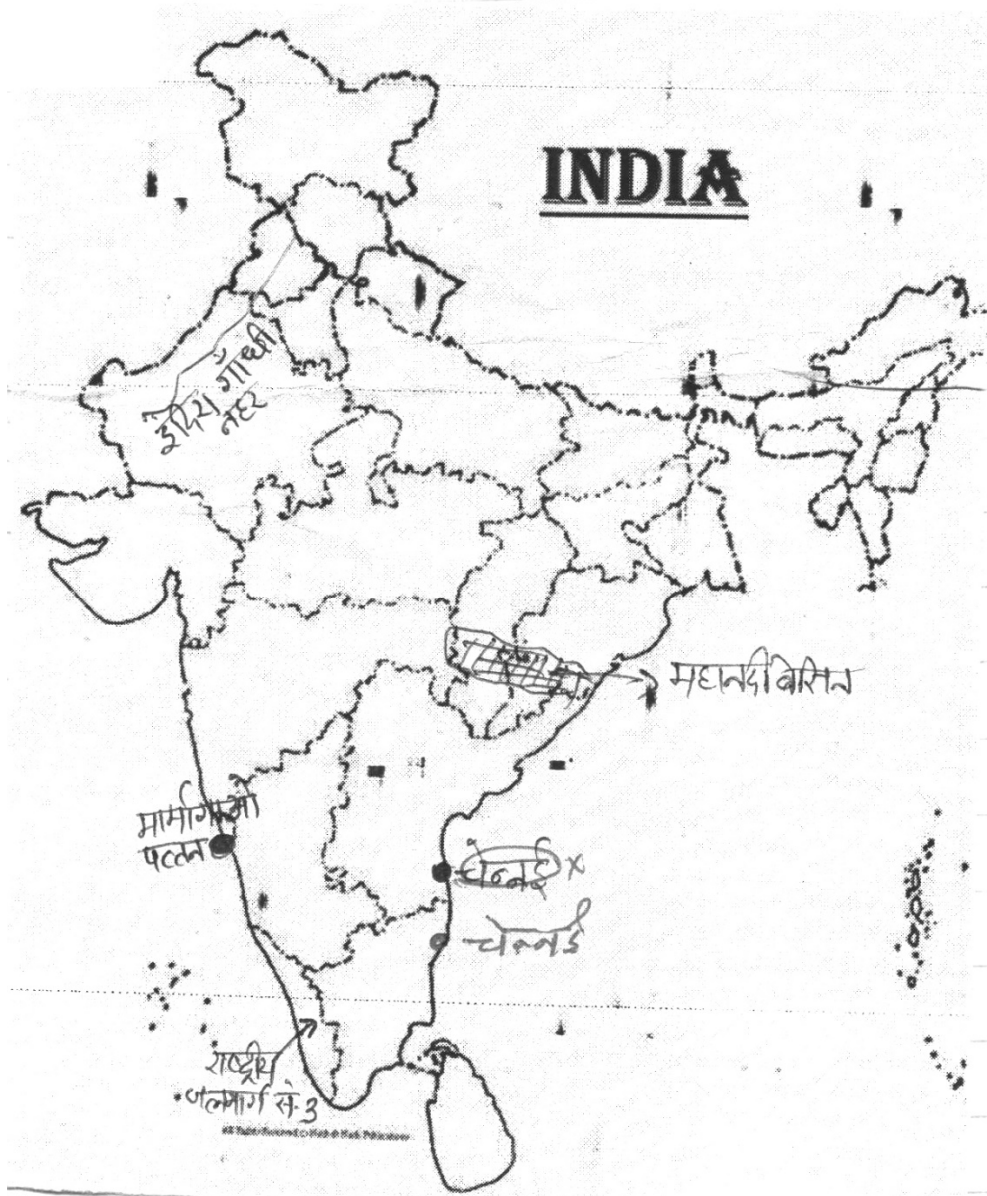 INDIA
इंदिरा गाँधी
नहर
महानदी बेसिन
मार्मागाओ
पत्तन
चेन्नई x
चेन्नई
राष्ट्रीय
जलमार्ग सं. 3